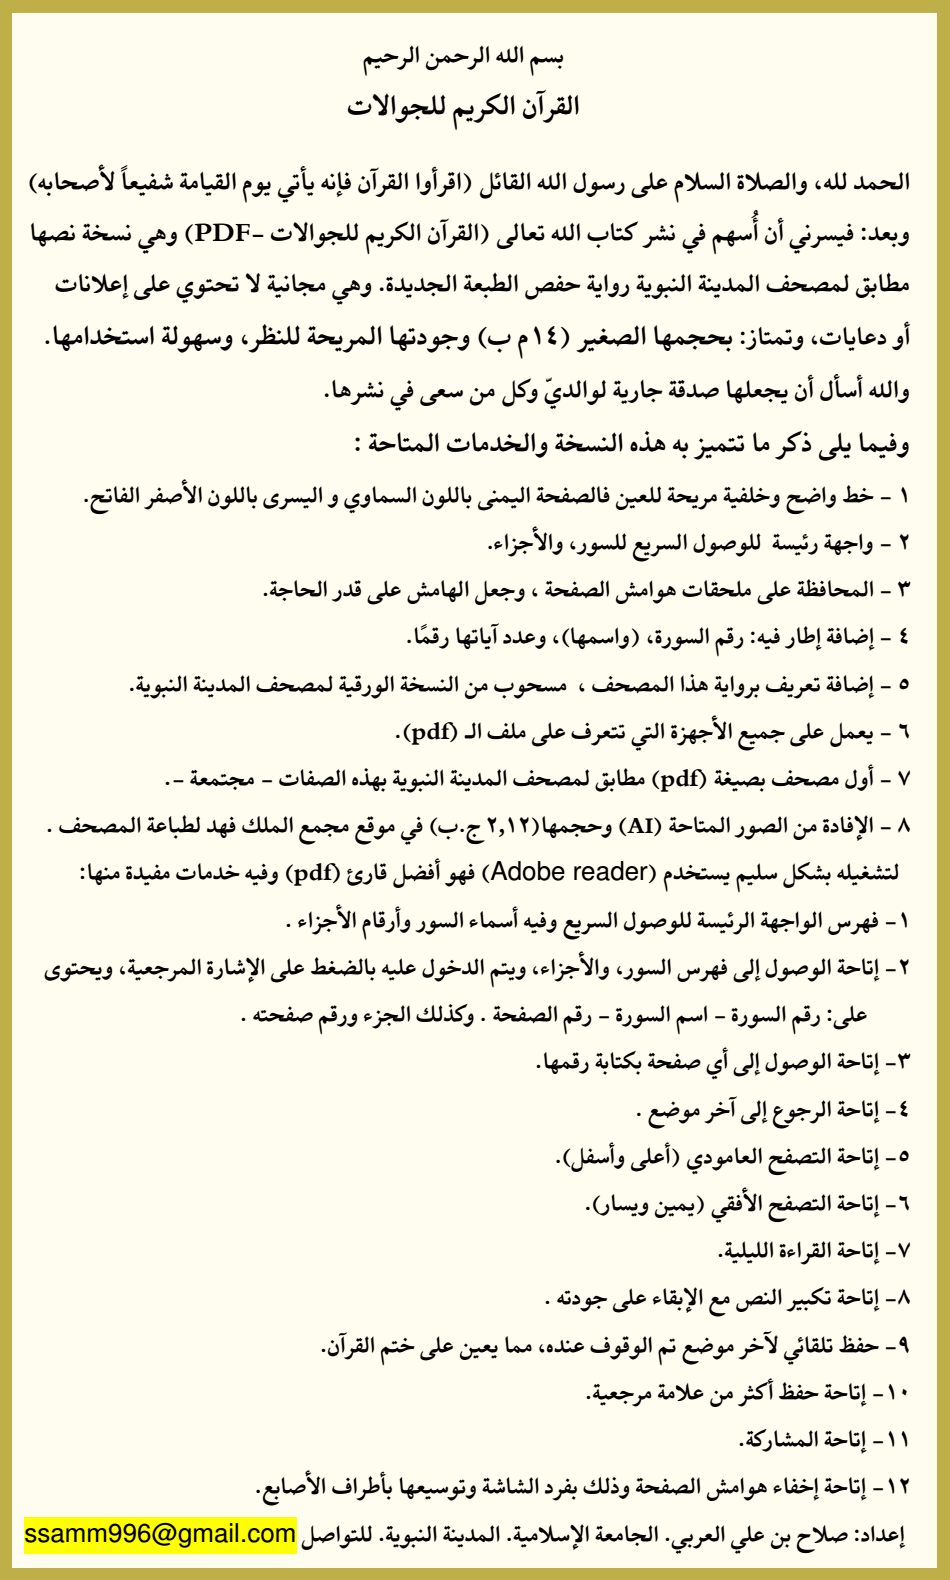 بسم الله الرحمن الرحيم
القرآن الكريم للجوالات
الحمد لله، والصلاة السلام على رسول الله القائل (اقرأوا القرآن فإنه يأتي يوم القيامة شفيعاً لأصحابه)
وبعد: فيسرني أن أُسهم في نشر كتاب الله تعالى (القرآن الكريم للجوالات -PDF) وهي نسخة نصها
مطابق لمصحف المدينة النبوية رواية حفص الطبعة الجديدة. وهي مجانية لا تحتوي على إعلانات
أو دعايات، وتمتاز: بحجمها الصغير (١٤م ب) وجودتها المريحة للنظر، وسهولة استخدامها.
والله أسأل أن يجعلها صدقة جارية لوالديّ وكل من سعى في نشرها.
وفيما يلى ذكر ما تتميز به هذه النسخة والخدمات المتاحة :
١ - خط واضح وخلفية مريحة للعين فالصفحة اليمنى باللون السماوي و اليسرى باللون الأصفر الفاتح.
٢ - واجهة رئيسة للوصول السريع للسور، والأجزاء.
٣ - المحافظة على ملحقات هوامش الصفحة ، وجعل الهامش على قدر الحاجة.
٤ - إضافة إطار فيه: رقم السورة، (واسمها)، وعدد آياتها رقمًا.
٥ - إضافة تعريف برواية هذا المصحف ، مسحوب من النسخة الورقية لمصحف المدينة النبوية.
٦ - يعمل على جميع الأجهزة التي تتعرف على ملف الـ (pdf).
٧ - أول مصحف بصيغة (pdf) مطابق لمصحف المدينة النبوية بهذه الصفات - مجتمعة -.
٨ - الإفادة من الصور المتاحة (AI) وحجمها(٢,١٢ ج.ب) في موقع مجمع الملك فهد لطباعة المصحف .
لتشغيله بشكل سليم يستخدم (Adobe reader) فهو أفضل قارئ (pdf) وفيه خدمات مفيدة منها:
١- فهرس الواجهة الرئيسة للوصول السريع وفيه أسماء السور وأرقام الأجزاء .
٢- إتاحة الوصول إلى فهرس السور، والأجزاء، ويتم الدخول عليه بالضغط على الإشارة المرجعية، ويحتوى
على: رقم السورة - اسم السورة - رقم الصفحة . وكذلك الجزء ورقم صفحته .
٣- إتاحة الوصول إلى أي صفحة بكتابة رقمها.
٤- إتاحة الرجوع إلى آخر موضع .
٥- إتاحة التصفح العامودي (أعلى وأسفل).
٦- إتاحة التصفح الأفقي (يمين ويسار).
٧- إتاحة القراءة الليلية.
٨- إتاحة تكبير النص مع الإبقاء على جودته .
٩- حفظ تلقائي لآخر موضع تم الوقوف عنده، مما يعين على ختم القرآن.
١٠- إتاحة حفظ أكثر من علامة مرجعية.
١١- إتاحة المشاركة.
١٢- إتاحة إخفاء هوامش الصفحة وذلك بفرد الشاشة وتوسيعها بأطراف الأصابع.
إعداد: صلاح بن علي العربي. الجامعة الإسلامية. المدينة النبوية. للتواصل ssamm996@gmail.com